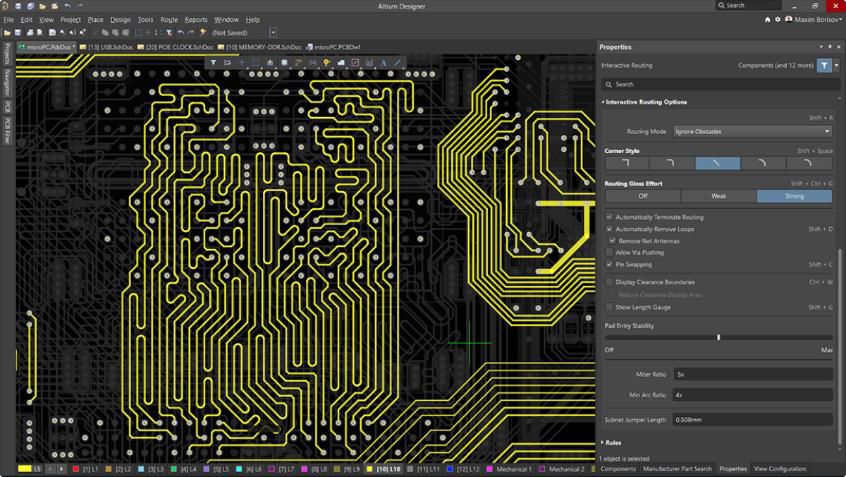 Altium Designer
Search
File Edit View Project Place Design Tools Route Reports Window Help
Maxim Borisov
(Not Saved)
microPC.PcbDoc * [13] USB.SchDoc [20] PCIE CLOCK.SchDoc [10] MEMORY-DDR.SchDoc microPC.PCBDwf
Projects
Navigator
PCB
PCB Filter
Properties
Interactive Routing Components (and 12 more)
Search
Interactive Routing Options
Shift + R
Routing Mode Ignore Obstacles
Corner Style Shift + Space
Routing Gloss Effort Shift + Ctrl + G
Off Weak Strong
Automatically Terminate Routing
Automatically Remove Loops Shift + D
Remove Net Antennas
Allow Via Pushing
Pin Swapping Shift + C
Display Clearance Boundaries Ctrl + W
Reduce Clearance Display Area
Show Length Gauge Shift + G
Pad Entry Stability
Off Max
Miter Ratio 5x
Min Arc Ratio 4x
Subnet Jumper Length 0.508mm
Rules
1 object is selected
LS [1] L1 [2] L2 [3] L3 [4] L4 [5] L5 [6] L6 [7] L7 [8] L8 [9] L9 [10] L10 [11] L11 [12] L12 Mechanical 1 Mechanical 2
Components Manufacturer Part Search Properties View Configuration